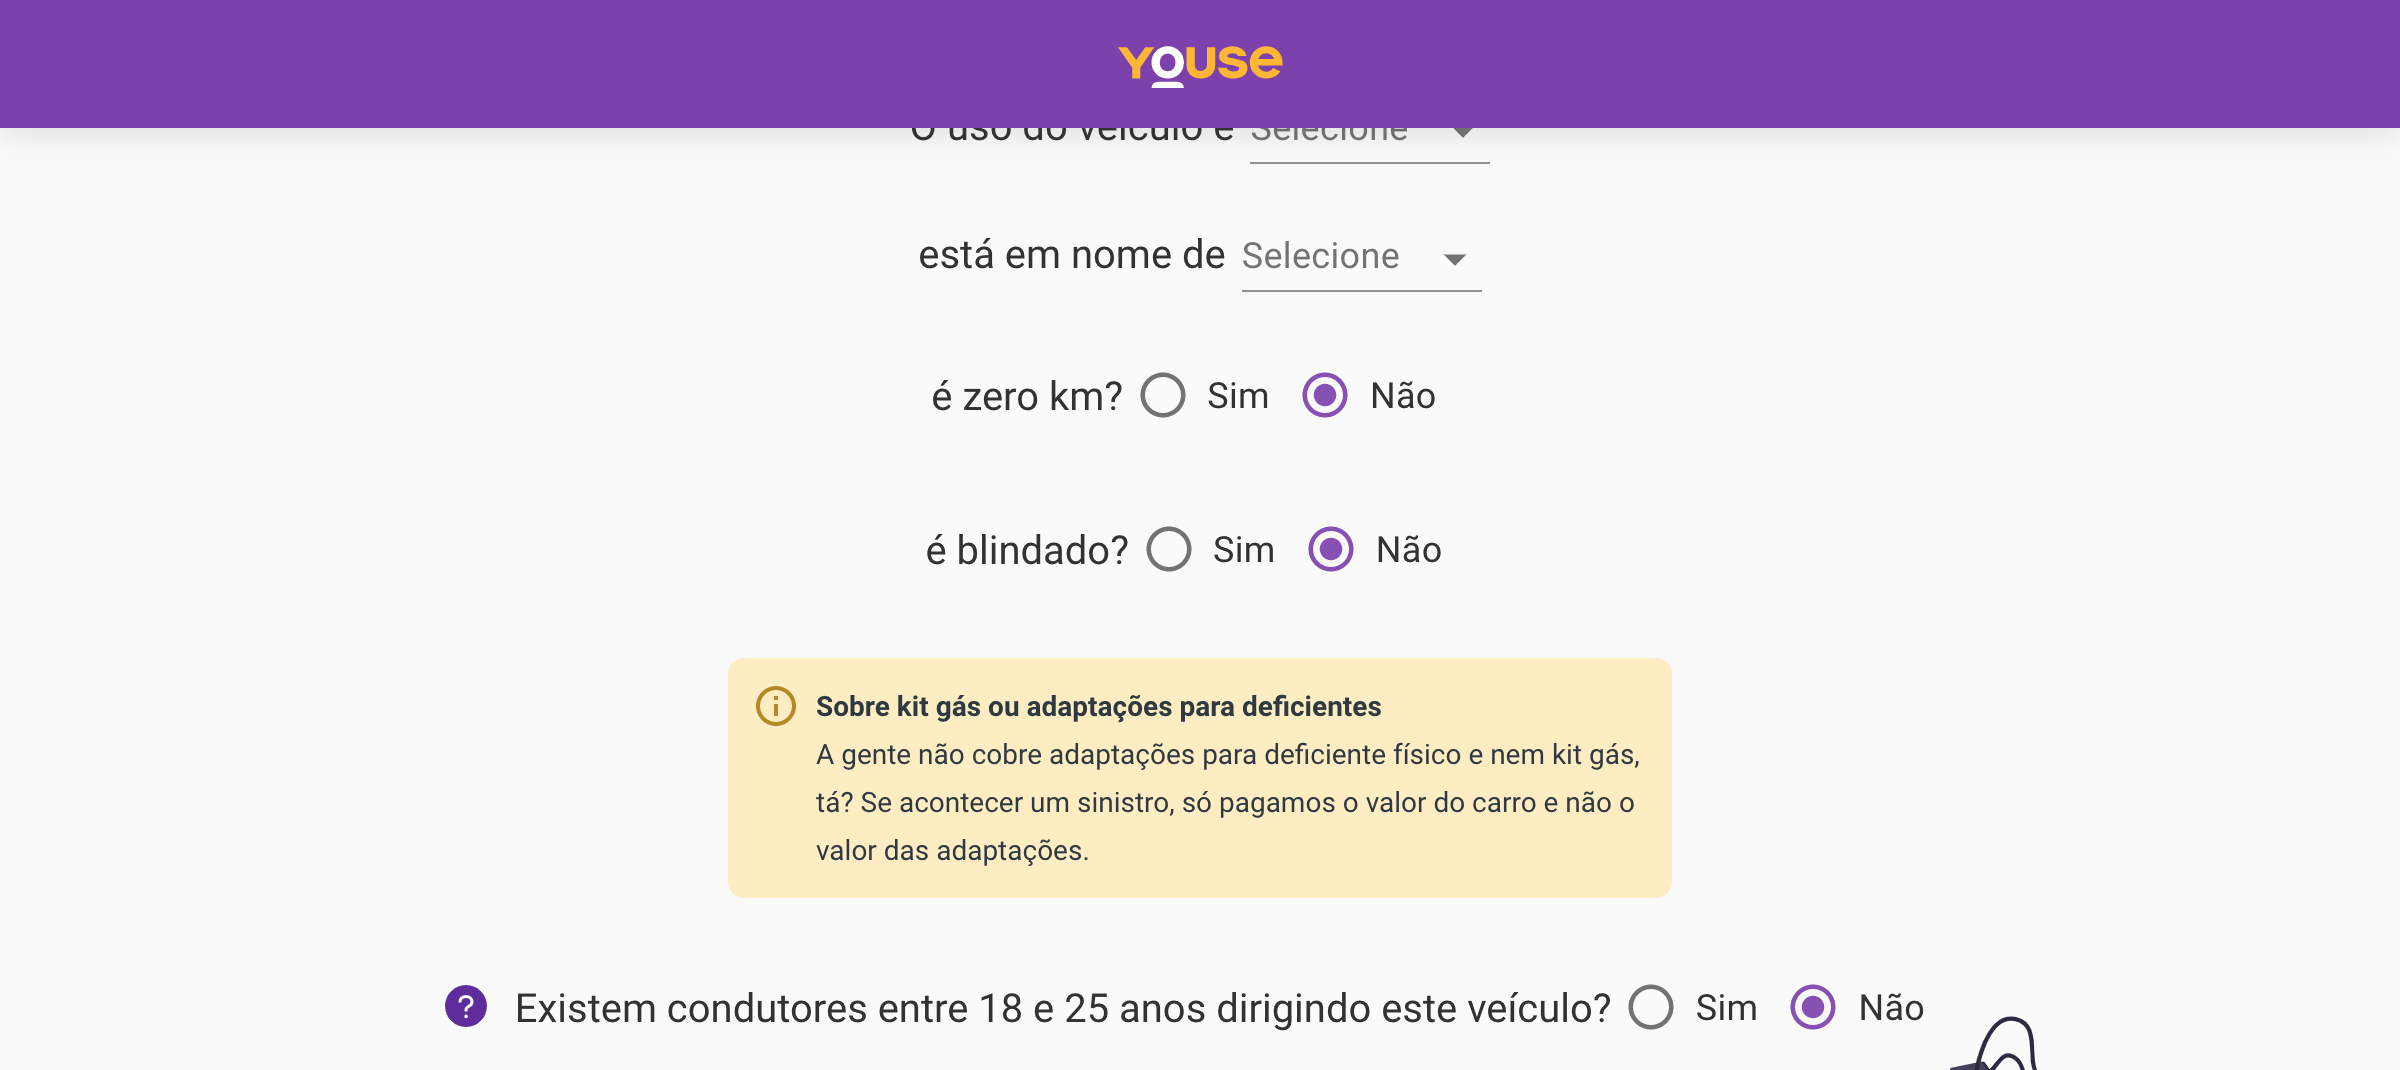 youse
O uso do veículo é Selecione
está em nome de Selecione
é zero km? Sim Não
é blindado? Sim Não
Sobre kit gás ou adaptações para deficientes
A gente não cobre adaptações para deficiente físico e nem kit gás,
tá? Se acontecer um sinistro, só pagamos o valor do carro e não o
valor das adaptações.
? Existem condutores entre 18 e 25 anos dirigindo este veículo? Sim Não